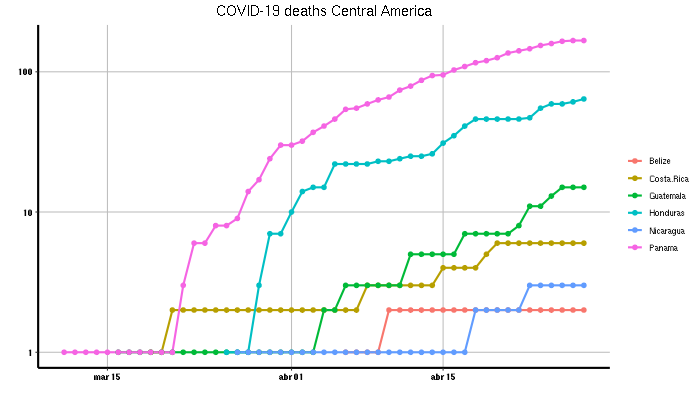 COVID-19 deaths Central America
100
10
1
mar 15
abr 01
abr 15
Belize
Costa.Rica
Guatemala
Honduras
Nicaragua
Panama